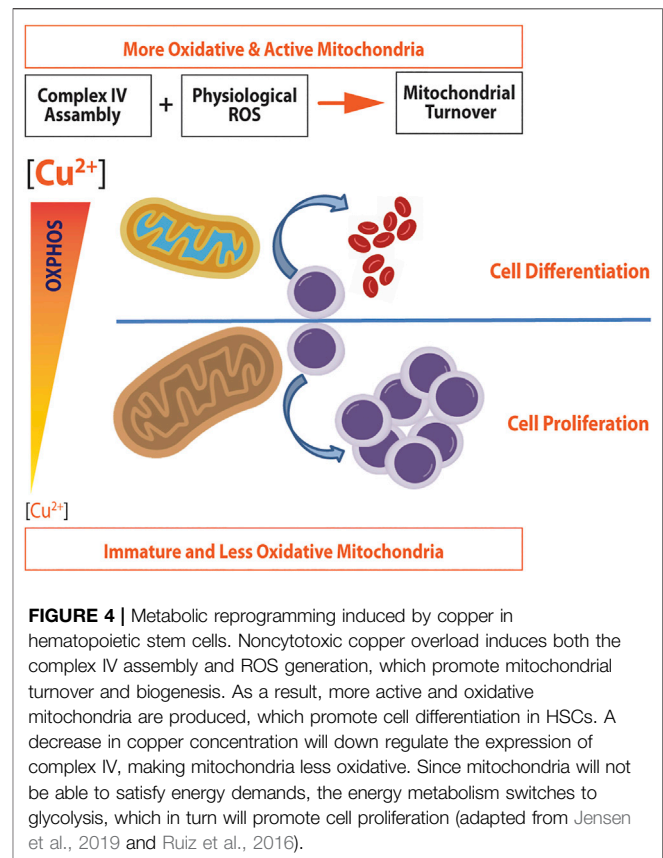 More Oxidative & Active Mitochondria
Complex IV
Assembly
+
Physiological
ROS
Mitochondrial
Turnover
[Cu²⁺]
OXPHOS
Cell Differentiation
Cell Proliferation
[Cu²⁺]
Immature and Less Oxidative Mitochondria
FIGURE 4 | Metabolic reprogramming induced by copper in
hematopoietic stem cells. Noncytotoxic copper overload induces both the
complex IV assembly and ROS generation, which promote mitochondrial
turnover and biogenesis. As a result, more active and oxidative
mitochondria are produced, which promote cell differentiation in HSCs. A
decrease in copper concentration will down regulate the expression of
complex IV, making mitochondria less oxidative. Since mitochondria will not
be able to satisfy energy demands, the energy metabolism switches to
glycolysis, which in turn will promote cell proliferation (adapted from Jensen
et al., 2019 and Ruiz et al., 2016).